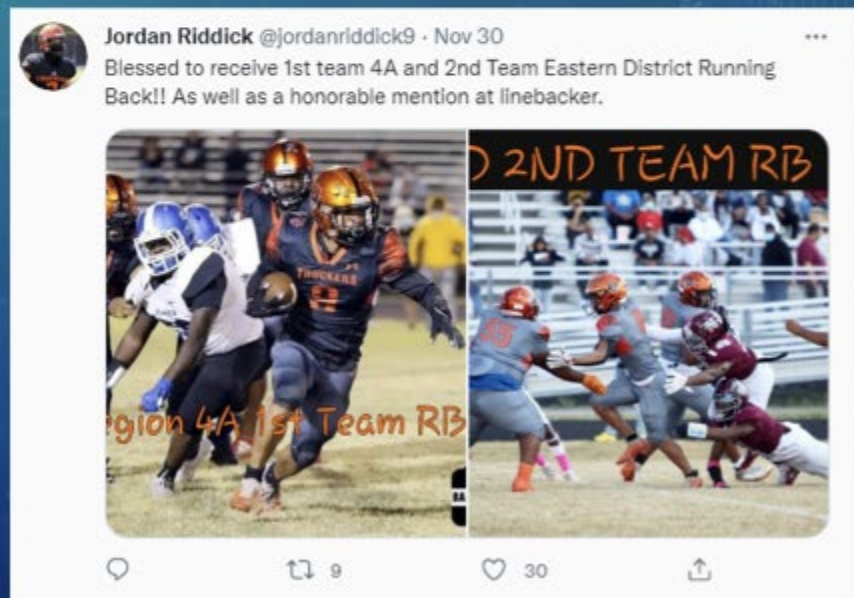 Jordan Riddick @jordanriddick9 · Nov 30
Blessed to receive 1st team 4A and 2nd Team Eastern District Running
Back!! As well as a honorable mention at linebacker.
2ND TEAM RB
TRUCKERS
4A 1st Team RB
9
30